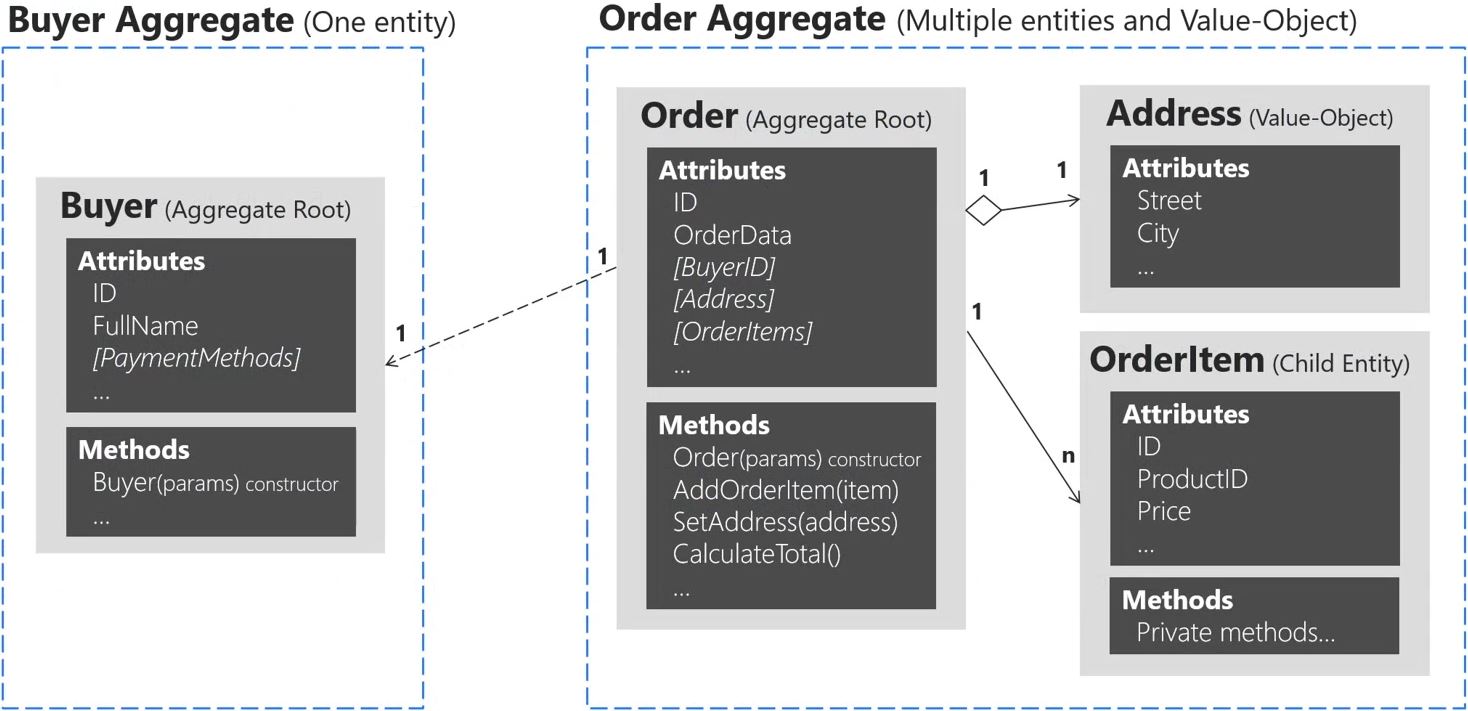 Buyer Aggregate (One entity)
Buyer (Aggregate Root)
Attributes
ID
FullName
[PaymentMethods]
...
Methods
Buyer(params) constructor
...
1
1
Order Aggregate (Multiple entities and Value-Object)
Order (Aggregate Root)
Attributes
ID
OrderData
[BuyerID]
[Address]
[OrderItems]
...
Methods
Order(params) constructor
AddOrderItem(item)
SetAddress(address)
CalculateTotal()
...
1
1
1
n
Address (Value-Object)
Attributes
Street
City
...
OrderItem (Child Entity)
Attributes
ID
ProductID
Price
...
Methods
Private methods...